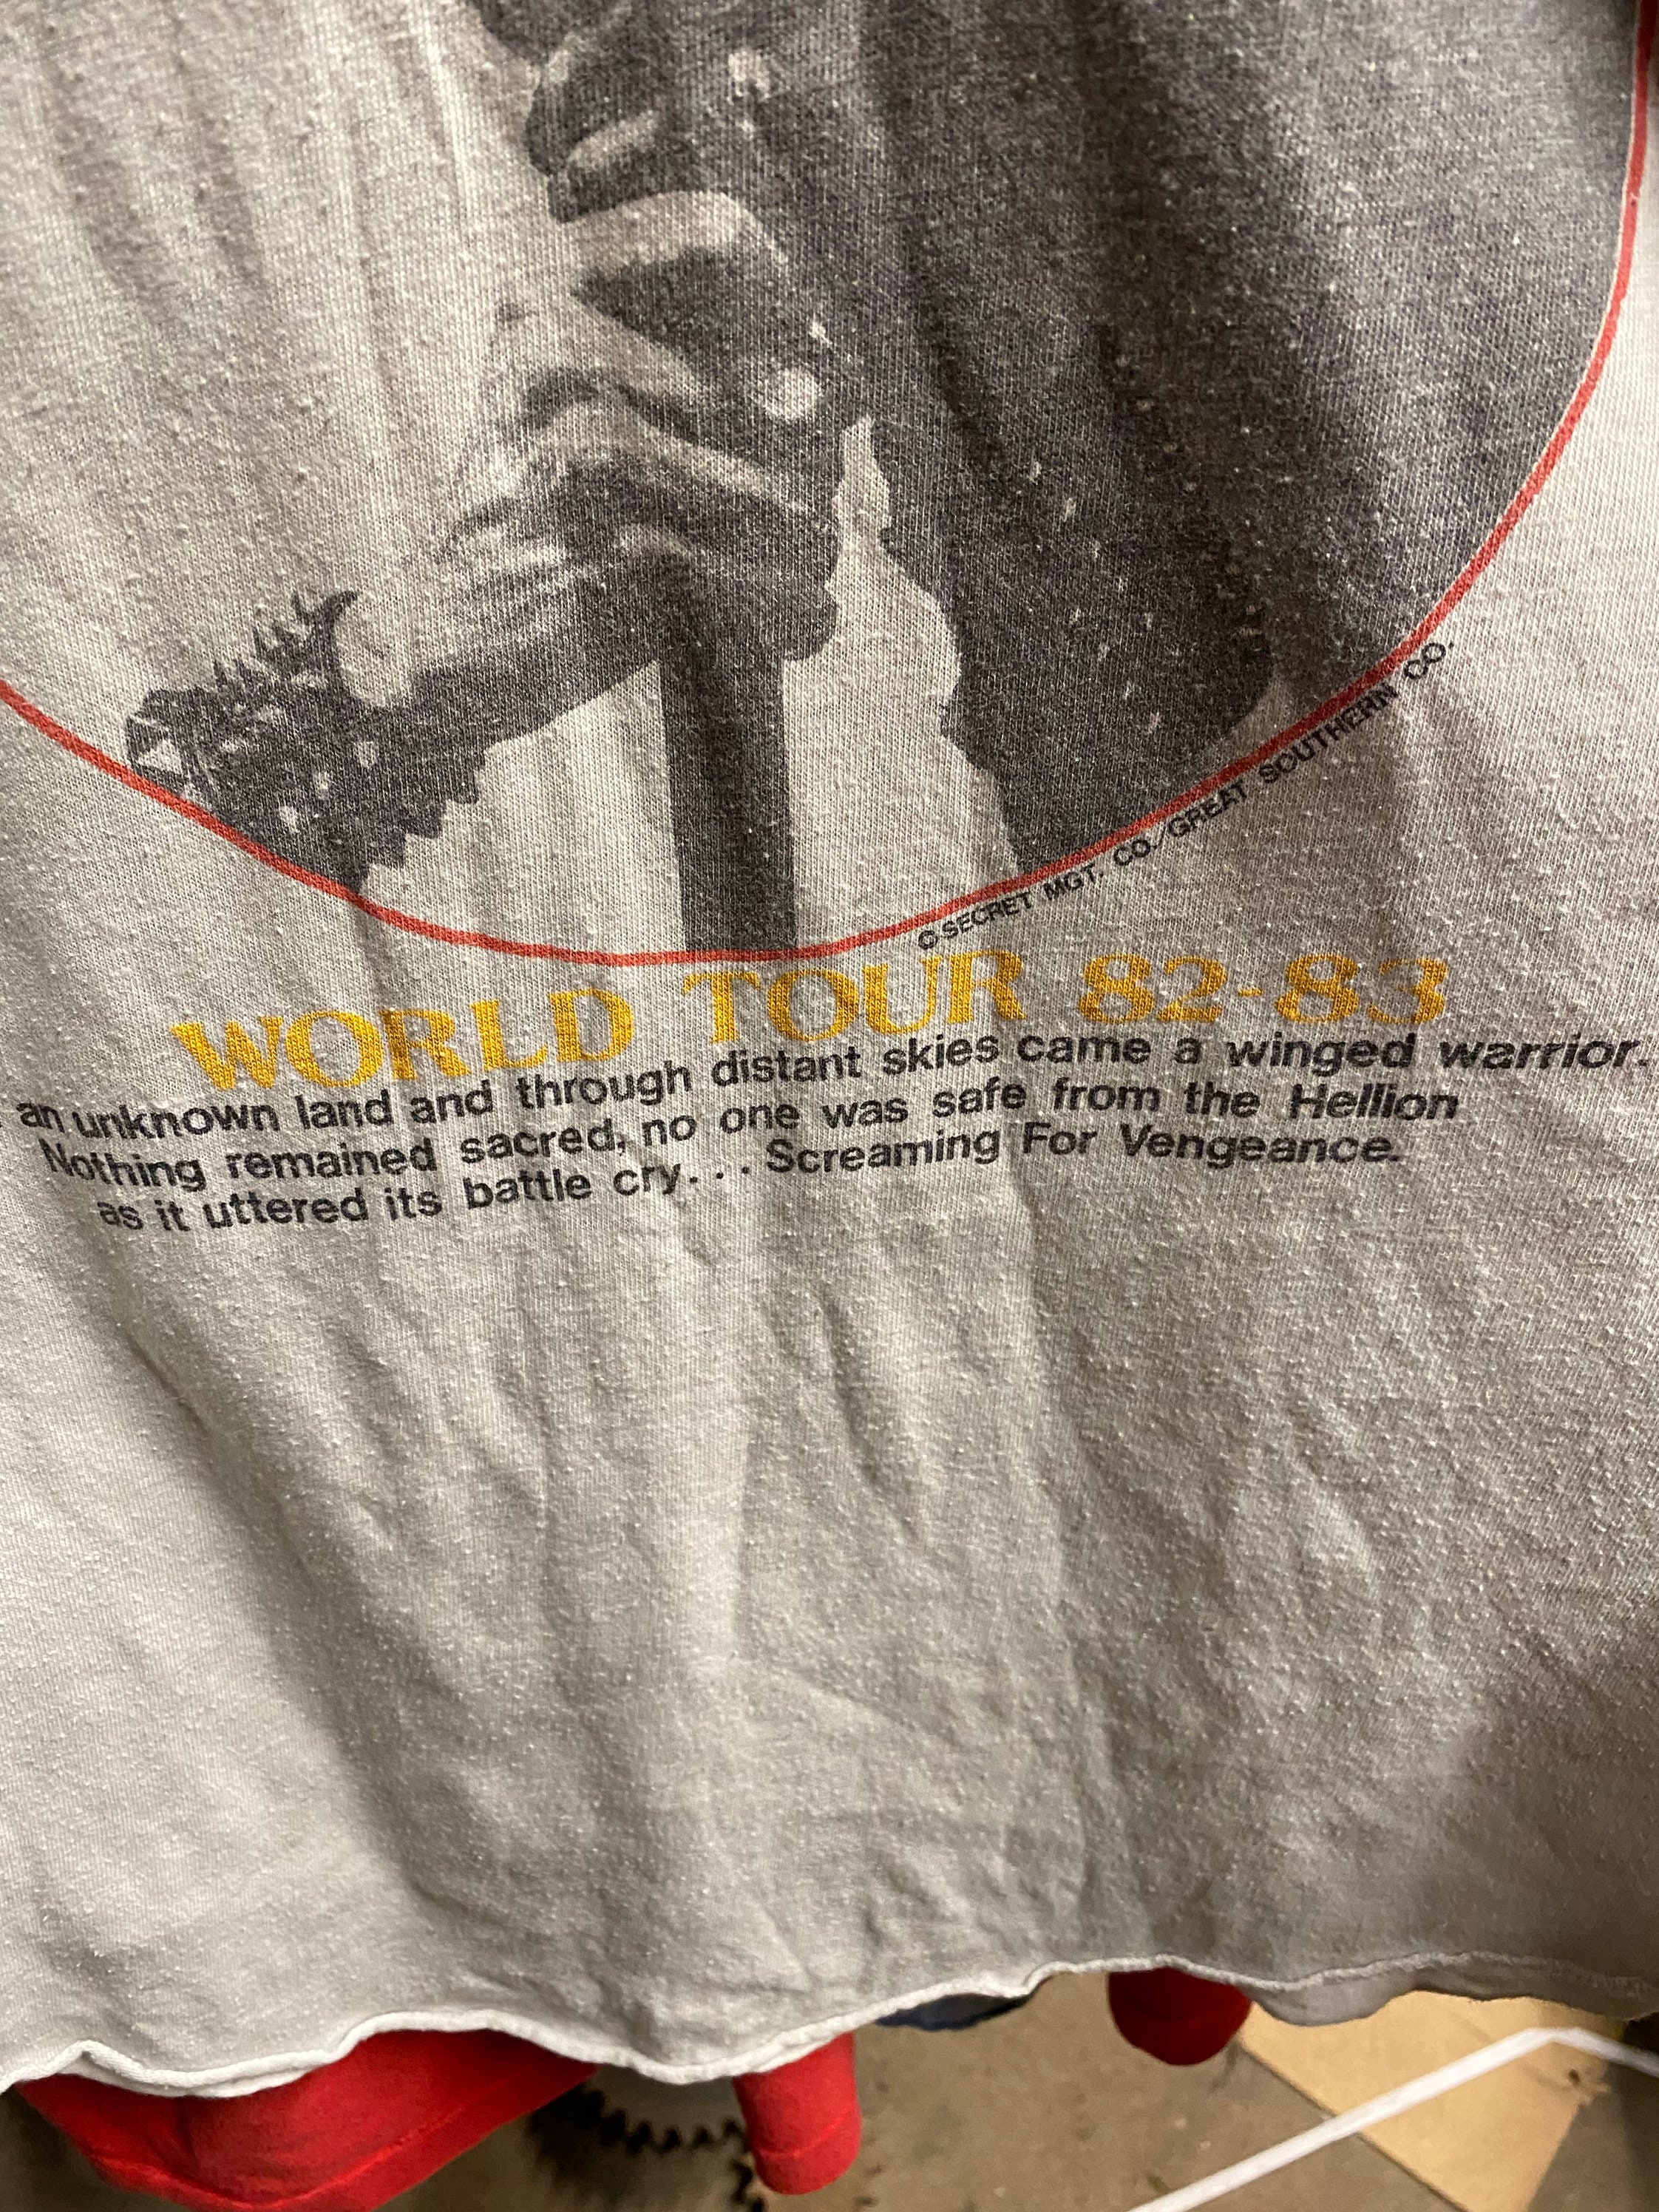 © SECRET MGT. CO./GREAT SOUTHERN CO.
WORLD TOUR 82-83
an unknown land and through distant skies came a winged warrior.
Nothing remained sacred, no one was safe from the Hellion
as it uttered its battle cry. . . Screaming For Vengeance.